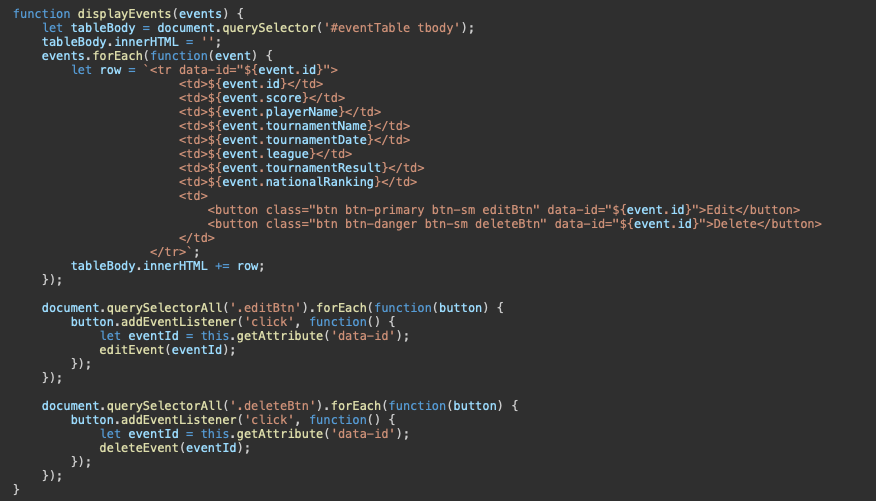 function displayEvents(events) {
    let tableBody = document.querySelector('#eventTable tbody');
    tableBody.innerHTML = '';
    events.forEach(function(event) {
        let row = `<tr data-id="${event.id}">
                       <td>${event.id}</td>
                       <td>${event.score}</td>
                       <td>${event.playerName}</td>
                       <td>${event.tournamentName}</td>
                       <td>${event.tournamentDate}</td>
                       <td>${event.league}</td>
                       <td>${event.tournamentResult}</td>
                       <td>${event.nationalRanking}</td>
                       <td>
                           <button class="btn btn-primary btn-sm editBtn" data-id="${event.id}">Edit</button>
                           <button class="btn btn-danger btn-sm deleteBtn" data-id="${event.id}">Delete</button>
                       </td>
                   </tr>`;
        tableBody.innerHTML += row;
    });

    document.querySelectorAll('.editBtn').forEach(function(button) {
        button.addEventListener('click', function() {
            let eventId = this.getAttribute('data-id');
            editEvent(eventId);
        });
    });

    document.querySelectorAll('.deleteBtn').forEach(function(button) {
        button.addEventListener('click', function() {
            let eventId = this.getAttribute('data-id');
            deleteEvent(eventId);
        });
    });
}